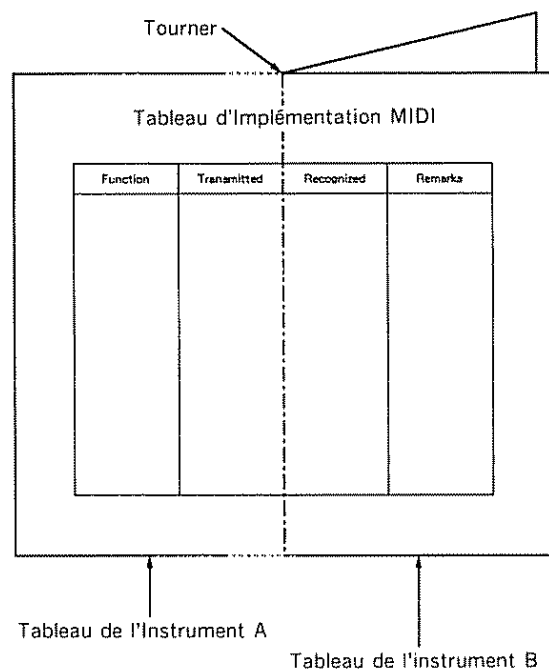 Tourner
Tableau d'Implémentation MIDI
Function Transmitted Recognized Remarks
Tableau de l'Instrument A
Tableau de l'instrument B